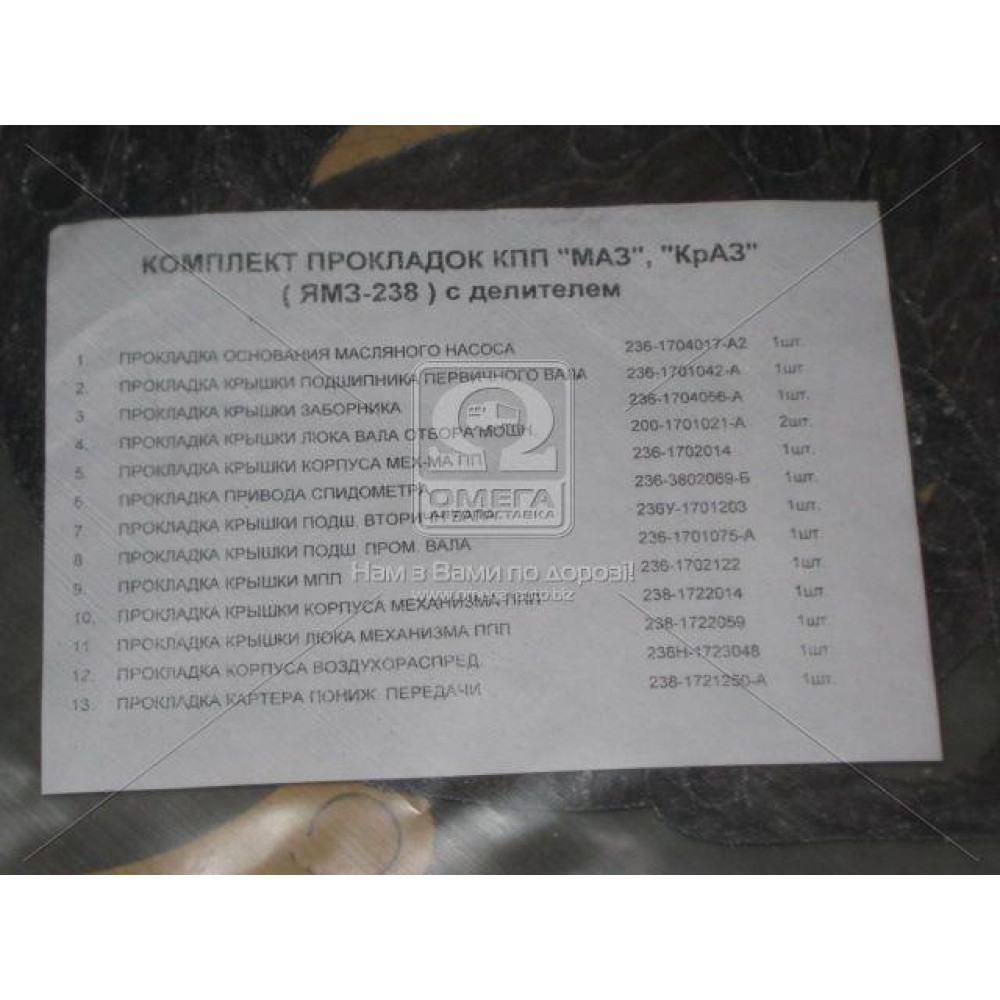 КОМПЛЕКТ ПРОКЛАДОК КПП "МАЗ", "КрАЗ"
( ЯМЗ-238 ) с делителем
1. ПРОКЛАДКА ОСНОВАНИЯ МАСЛЯНОГО НАСОСА 236-1704017-А2 1шт.
2. ПРОКЛАДКА КРЫШКИ ПОДШИПНИКА ПЕРВИЧНОГО ВАЛА 236-1701042-А 1шт
3 ПРОКЛАДКА КРЫШКИ ЗАБОРНИКА 236-1704056-А 1шт.
4. ПРОКЛАДКА КРЫШКИ ЛЮКА ВАЛА ОТБОРА МОЩН. 200-1701021-А 2шт.
5 ПРОКЛАДКА КРЫШКИ КОРПУСА МЕХ-МА ПП 236-1702014 1шт.
6 ПРОКЛАДКА ПРИВОДА СПИДОМЕТРА 236-3802069-Б 1шт.
7. ПРОКЛАДКА КРЫШКИ ПОДШ. ВТОРИЧН ВАЛА 236У-1701203 1шт.
8 ПРОКЛАДКА КРЫШКИ ПОДШ. ПРОМ. ВАЛА 236-1701075-А 1шт.
9. ПРОКЛАДКА КРЫШКИ МПП 236-1702122 1шт.
10. ПРОКЛАДКА КРЫШКИ КОРПУСА МЕХАНИЗМА ППП 238-1722014 1шт.
11 ПРОКЛАДКА КРЫШКИ ЛЮКА МЕХАНИЗМА ППП 238-1722059 1шт.
12. ПРОКЛАДКА КОРПУСА ВОЗДУХОРАСПРЕД. 238Н-1723048 1шт.
13. ПРОКЛАДКА КАРТЕРА ПОНИЖ. ПЕРЕДАЧИ 238-1721250-А 1шт.
ОМЕГА
АВТОПОСТАВКА
Нам з Вами по дорозі!
www.omega-auto.biz